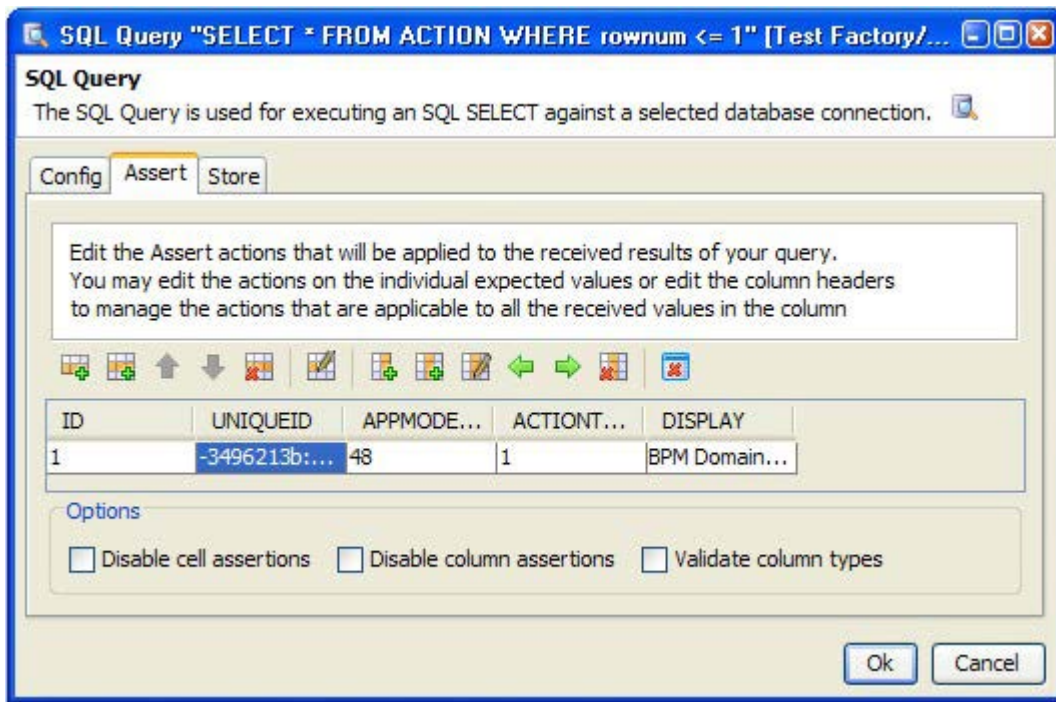 SQL Query "SELECT * FROM ACTION WHERE rownum <= 1" [Test Factory/...
SQL Query
The SQL Query is used for executing an SQL SELECT against a selected database connection.
Config Assert Store
Edit the Assert actions that will be applied to the received results of your query.
You may edit the actions on the individual expected values or edit the column headers
to manage the actions that are applicable to all the received values in the column
ID UNIQUEID APPMODE... ACTIONT... DISPLAY
1 -3496213b:... 48 1 BPM Domain...
Options
Disable cell assertions Disable column assertions Validate column types
Ok Cancel